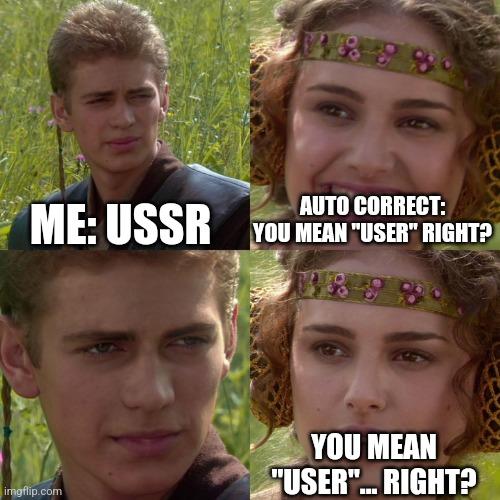 ME: USSR
AUTO CORRECT:
YOU MEAN "USER" RIGHT?
YOU MEAN
"USER"... RIGHT?
imgflip.com